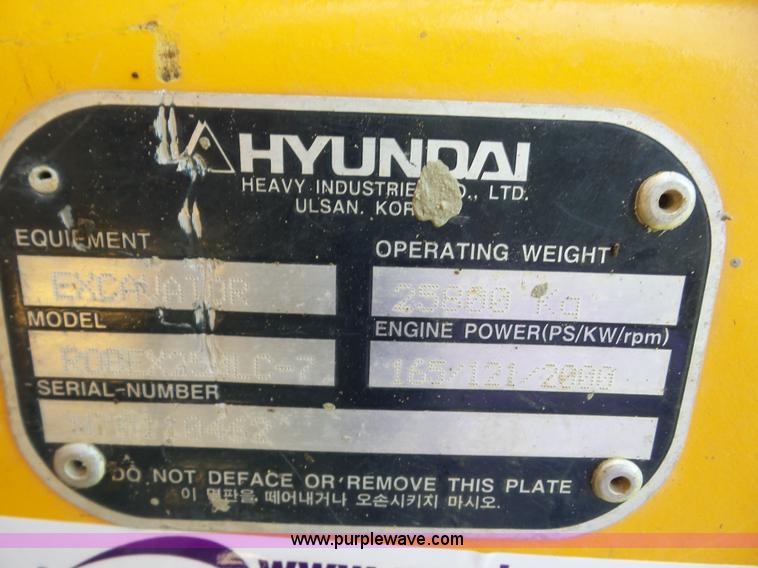 HYUNDAI
HEAVY INDUSTRIES CO., LTD.
ULSAN. KOREA
EQUIPMENT
EXCAVATOR
OPERATING WEIGHT
25800 Kg
MODEL
ENGINE POWER(PS/KW/rpm)
165/121/2000
SERIAL-NUMBER
DO NOT DEFACE OR REMOVE THIS PLATE
이 명판을 떼어내거나 오손시키지 마시오.
www.purplewave.com